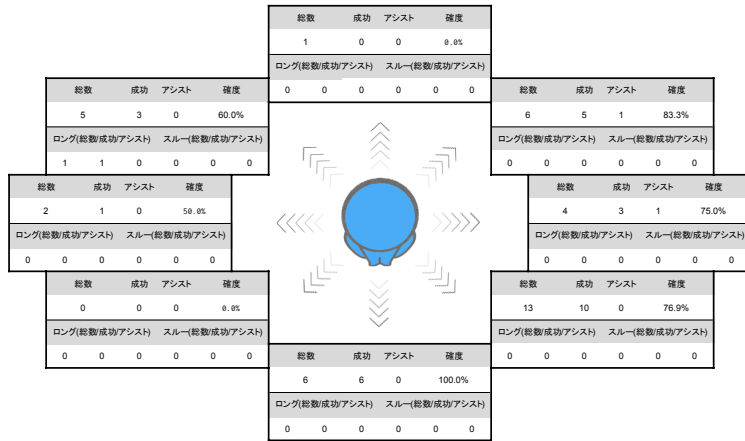 総数 成功 アシスト 確度
1 0 0 0.0%
ロング(総数/成功/アシスト) スルー(総数/成功/アシスト)
0 0 0 0 0 0
総数 成功 アシスト 確度
5 3 0 60.0%
ロング(総数/成功/アシスト) スルー(総数/成功/アシスト)
1 1 0 0 0 0
総数 成功 アシスト 確度
6 5 1 83.3%
ロング(総数/成功/アシスト) スルー(総数/成功/アシスト)
0 0 0 0 0 0
総数 成功 アシスト 確度
2 1 0 50.0%
ロング(総数/成功/アシスト) スルー(総数/成功/アシスト)
0 0 0 0 0 0
総数 成功 アシスト 確度
4 3 1 75.0%
ロング(総数/成功/アシスト) スルー(総数/成功/アシスト)
0 0 0 0 0 0
総数 成功 アシスト 確度
0 0 0 0.0%
ロング(総数/成功/アシスト) スルー(総数/成功/アシスト)
0 0 0 0 0 0
総数 成功 アシスト 確度
13 10 0 76.9%
ロング(総数/成功/アシスト) スルー(総数/成功/アシスト)
0 0 0 0 0 0
総数 成功 アシスト 確度
6 6 0 100.0%
ロング(総数/成功/アシスト) スルー(総数/成功/アシスト)
0 0 0 0 0 0